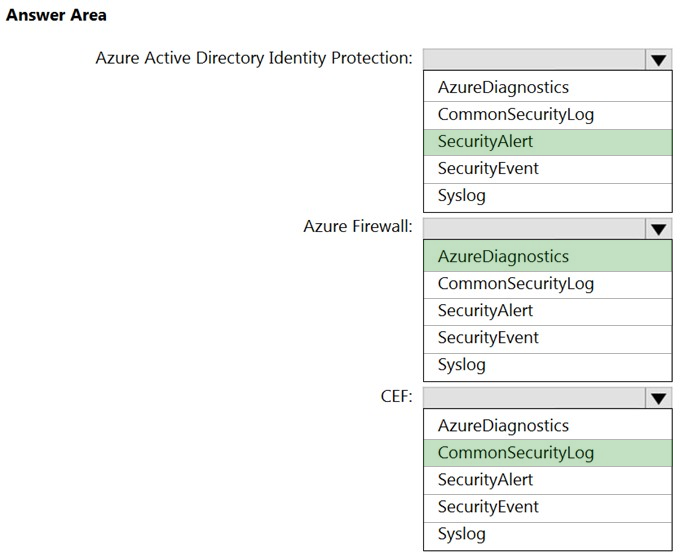 Answer Area
Azure Active Directory Identity Protection:
AzureDiagnostics
CommonSecurityLog
SecurityAlert
SecurityEvent
Syslog
Azure Firewall:
AzureDiagnostics
CommonSecurityLog
SecurityAlert
SecurityEvent
Syslog
CEF:
AzureDiagnostics
CommonSecurityLog
SecurityAlert
SecurityEvent
Syslog